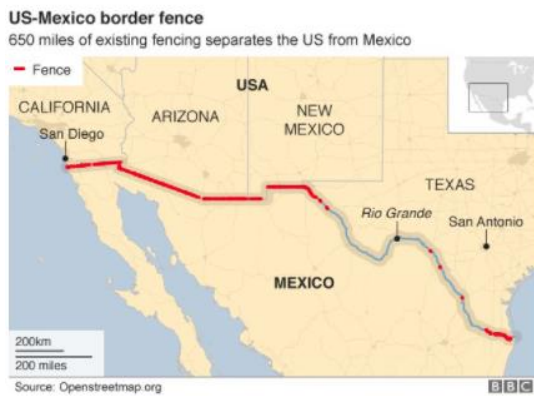 US-Mexico border fence
650 miles of existing fencing separates the US from Mexico
Fence
USA
CALIFORNIA
ARIZONA
NEW
MEXICO
San Diego
TEXAS
Rio Grande
San Antonio
MEXICO
200km
200 miles
Source: Openstreetmap.org
BBC